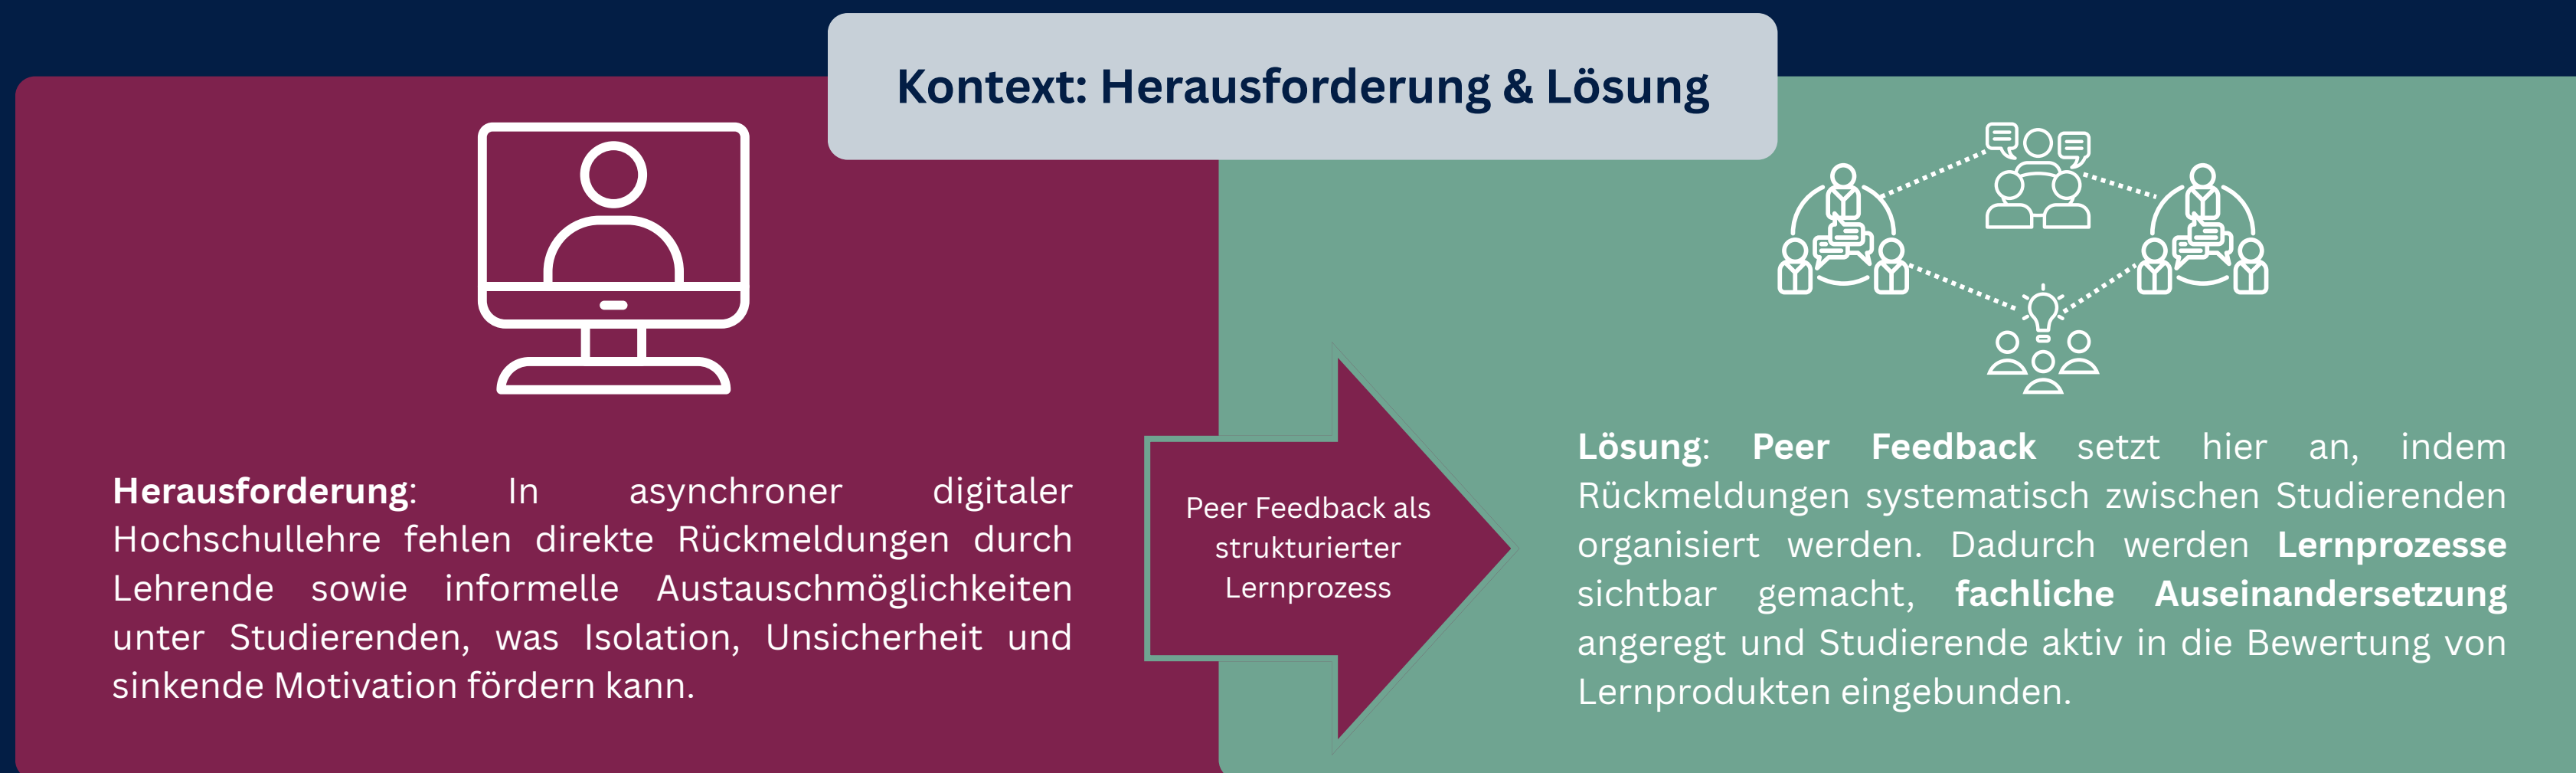 Kontext: Herausforderung & Lösung
Herausforderung: In asynchroner digitaler
Hochschullehre fehlen direkte Rückmeldungen durch
Lehrende sowie informelle Austauschmöglichkeiten
unter Studierenden, was Isolation, Unsicherheit und
sinkende Motivation fördern kann.
Peer Feedback als
strukturierter
Lernprozess
Lösung: Peer Feedback setzt hier an, indem
Rückmeldungen systematisch zwischen Studierenden
organisiert werden. Dadurch werden Lernprozesse
sichtbar gemacht, fachliche Auseinandersetzung
angeregt und Studierende aktiv in die Bewertung von
Lernprodukten eingebunden.